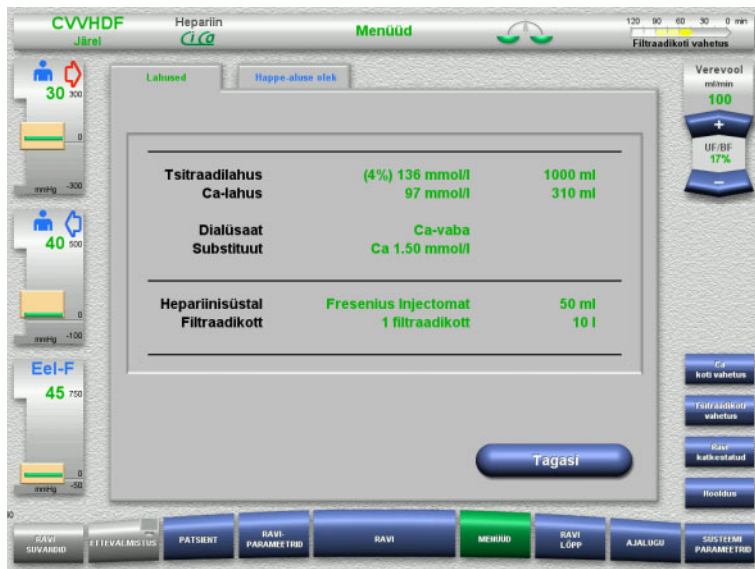 CVVHDF
Järel
Hepariin
CiCa
Menüüd
120 90 60 30 0 min
Filtraadikoti vahetus
30 300
0
mmHg -300
40 500
0
mmHg -100
Eel-F
45 750
0
mmHg -50
Lahused
Happe-aluse olek
Tsitraadilahus (4%) 136 mmol/l 1000 ml
Ca-lahus 97 mmol/l 310 ml
Dialüsaat Ca-vaba
Substituut Ca 1.50 mmol/l
Hepariinisüstal Fresenius Injectomat 50 ml
Filtraadikott 1 filtraadikott 10 l
Tagasi
Verevool
ml/min
100
+
UF/BF
17%
−
Ca
koti vahetus
Tsitraadikoti
vahetus
Ravi
katkestatud
Hooldus
RAVI
SUVANDID
ETTEVALMISTUS
PATSIENT
RAVI-
PARAMEETRID
RAVI
MENÜÜD
RAVI
LÕPP
AJALUGU
SÜSTEEMI
PARAMEETRID